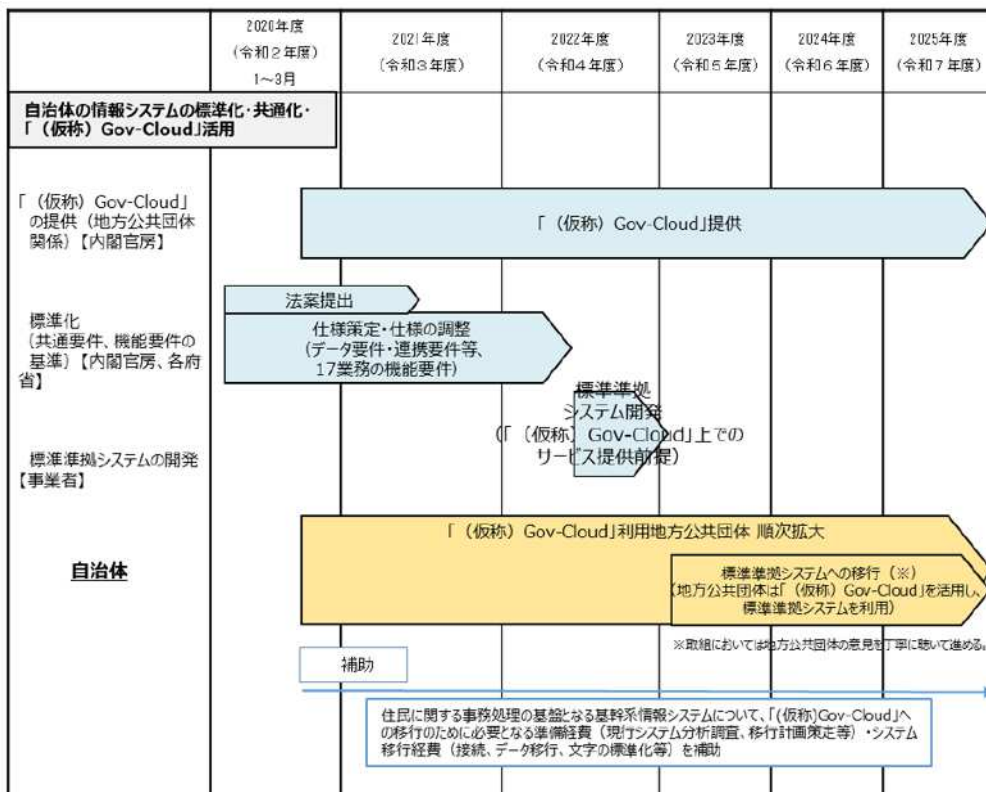 2020年度
(令和2年度)
1～3月
2021年度
(令和3年度)
2022年度
(令和4年度)
2023年度
(令和5年度)
2024年度
(令和6年度)
2025年度
(令和7年度)
自治体の情報システムの標準化・共通化・
「（仮称）Gov-Cloud」活用
「（仮称）Gov-Cloud」
の提供（地方公共団体
関係）【内閣官房】
「（仮称）Gov-Cloud」提供
法案提出
標準化
（共通要件、機能要件の
基準）【内閣官房、各府
省】
仕様策定・仕様の調整
（データ要件・連携要件等、
17業務の機能要件）
標準準拠
システム開発
（「（仮称）Gov-Cloud」上での
サービス提供前提）
標準準拠システムの開発
【事業者】
「（仮称）Gov-Cloud」利用地方公共団体 順次拡大
自治体
標準準拠システムへの移行（※）
（地方公共団体は「（仮称）Gov-Cloud」を活用し、
標準準拠システムを利用）
※取組においては地方公共団体の意見を丁寧に聴いて進める。
補助
住民に関する事務処理の基盤となる基幹系情報システムについて、「(仮称)Gov-Cloud」へ
の移行のために必要となる準備経費（現行システム分析調査、移行計画策定等）・システム
移行経費（接続、データ移行、文字の標準化等）を補助